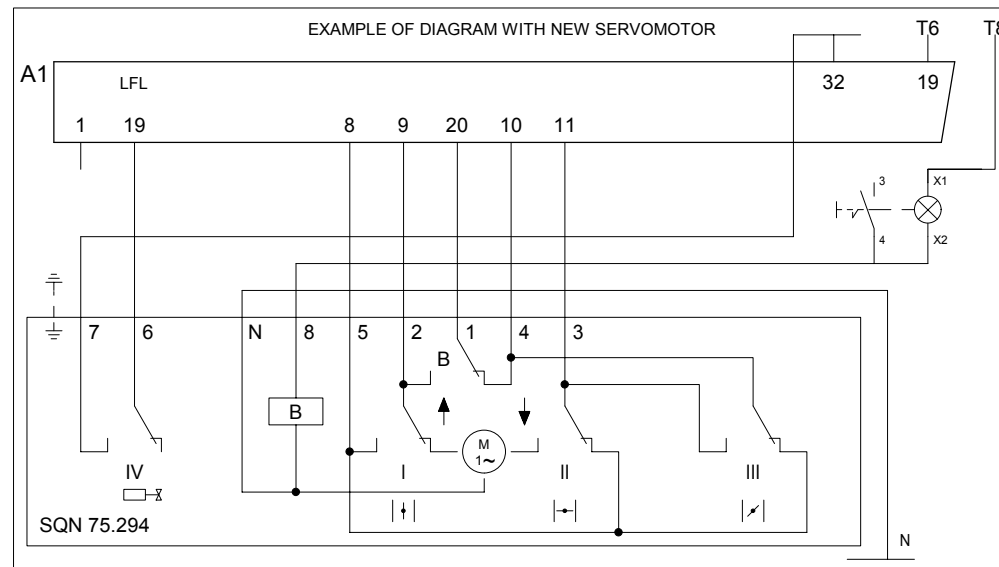 EXAMPLE OF DIAGRAM WITH NEW SERVOMOTOR
T6 T8
A1
LFL 32 19
1 19 8 9 20 10 11
3 X1
4 X2
7 6 N 8 5 2 1 4 3
B
B
M
1~
IV I II III
SQN 75.294
N